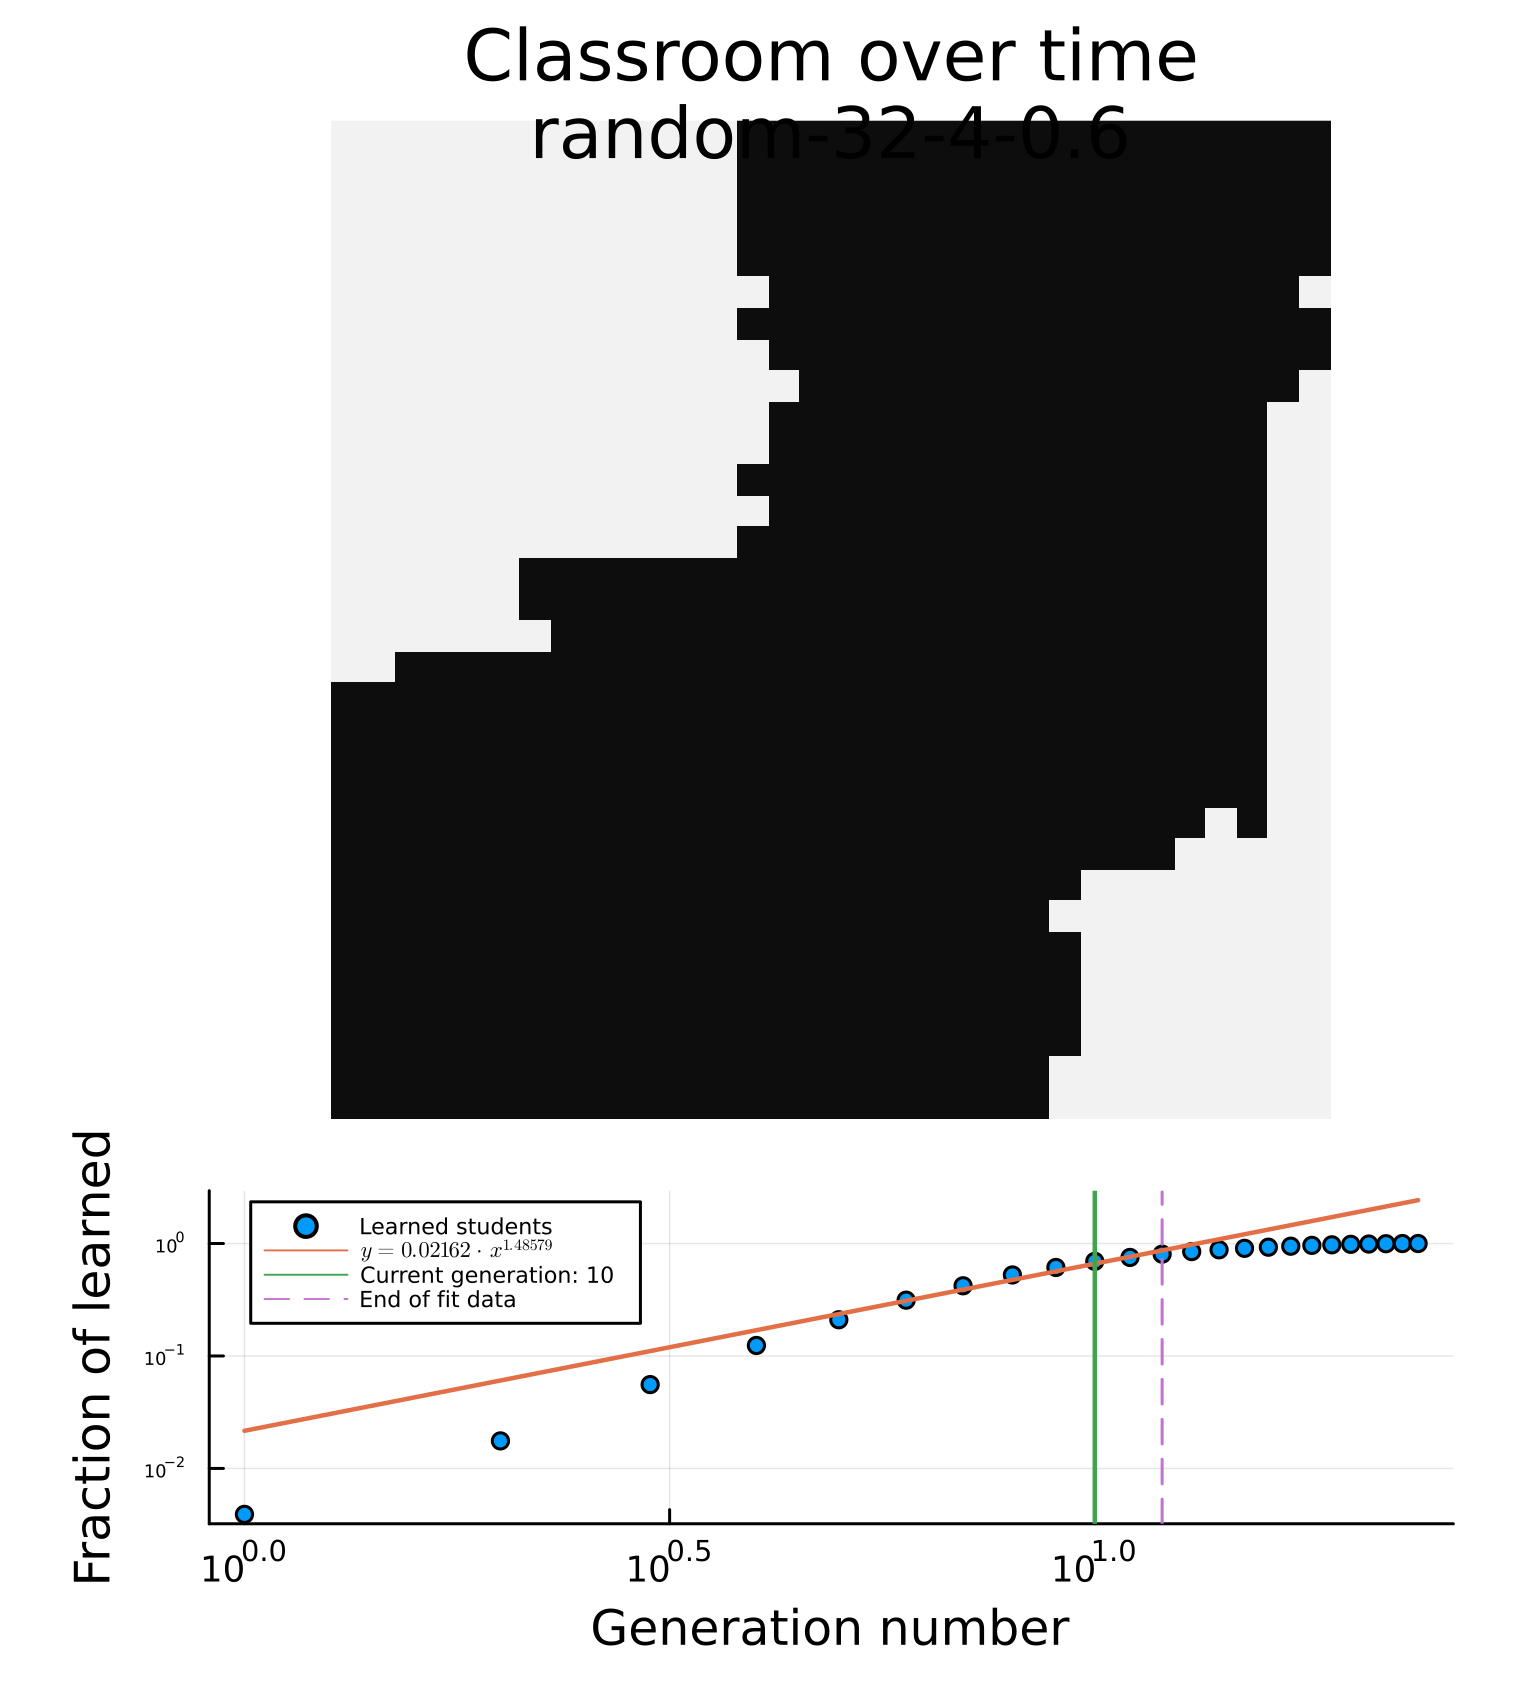 Classroom over time
random-32-4-0.6
Fraction of learned
10⁰
10⁻¹
10⁻²
Learned students
y = 0.02162 · x^1.48579
Current generation: 10
End of fit data
10^0.0 10^0.5 10^1.0
Generation number